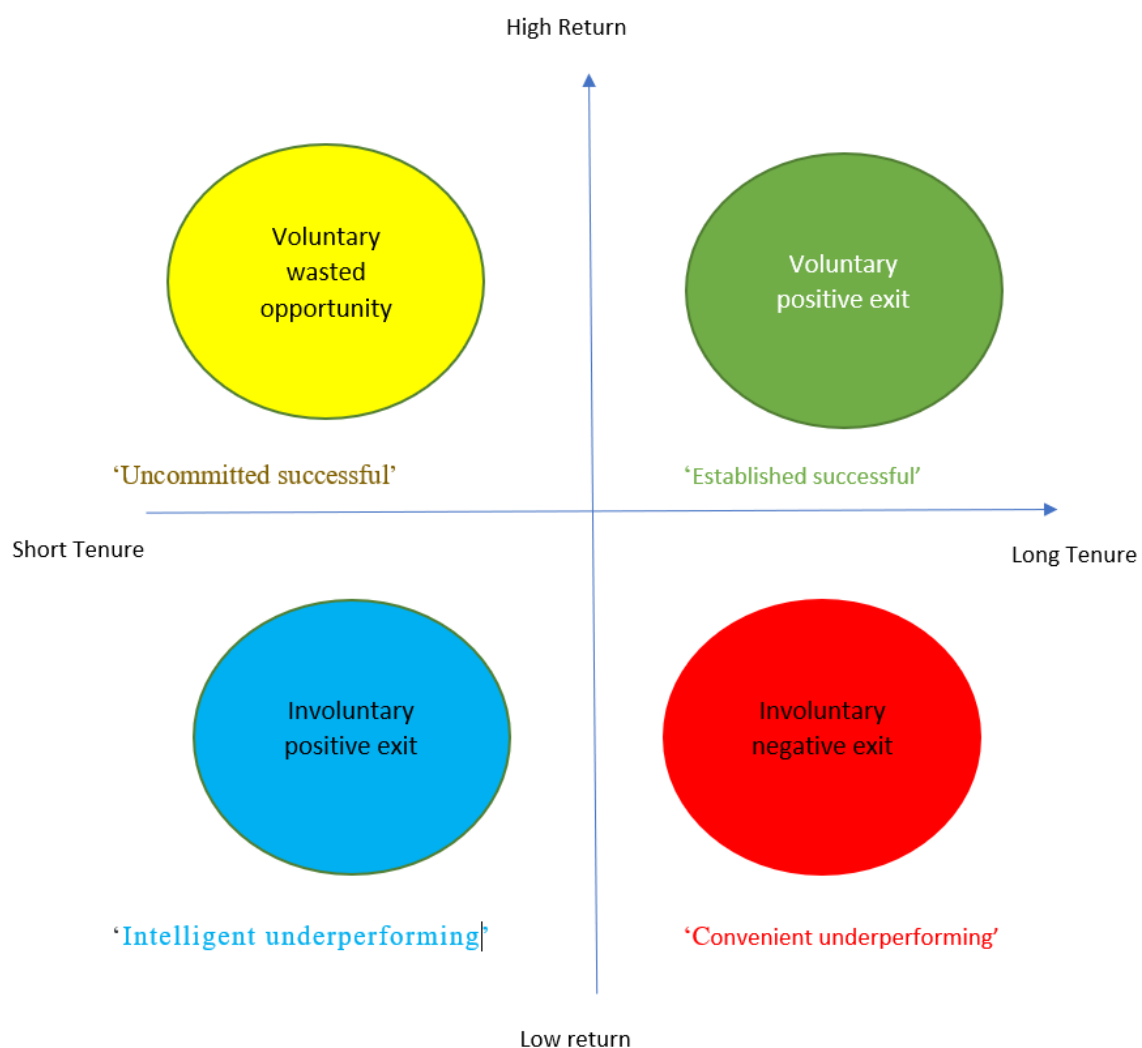 High Return
Voluntary
wasted
opportunity
Voluntary
positive exit
‘Uncommitted successful’
‘Established successful’
Short Tenure
Long Tenure
Involuntary
positive exit
Involuntary
negative exit
‘Intelligent underperforming’
‘Convenient underperforming’
Low return